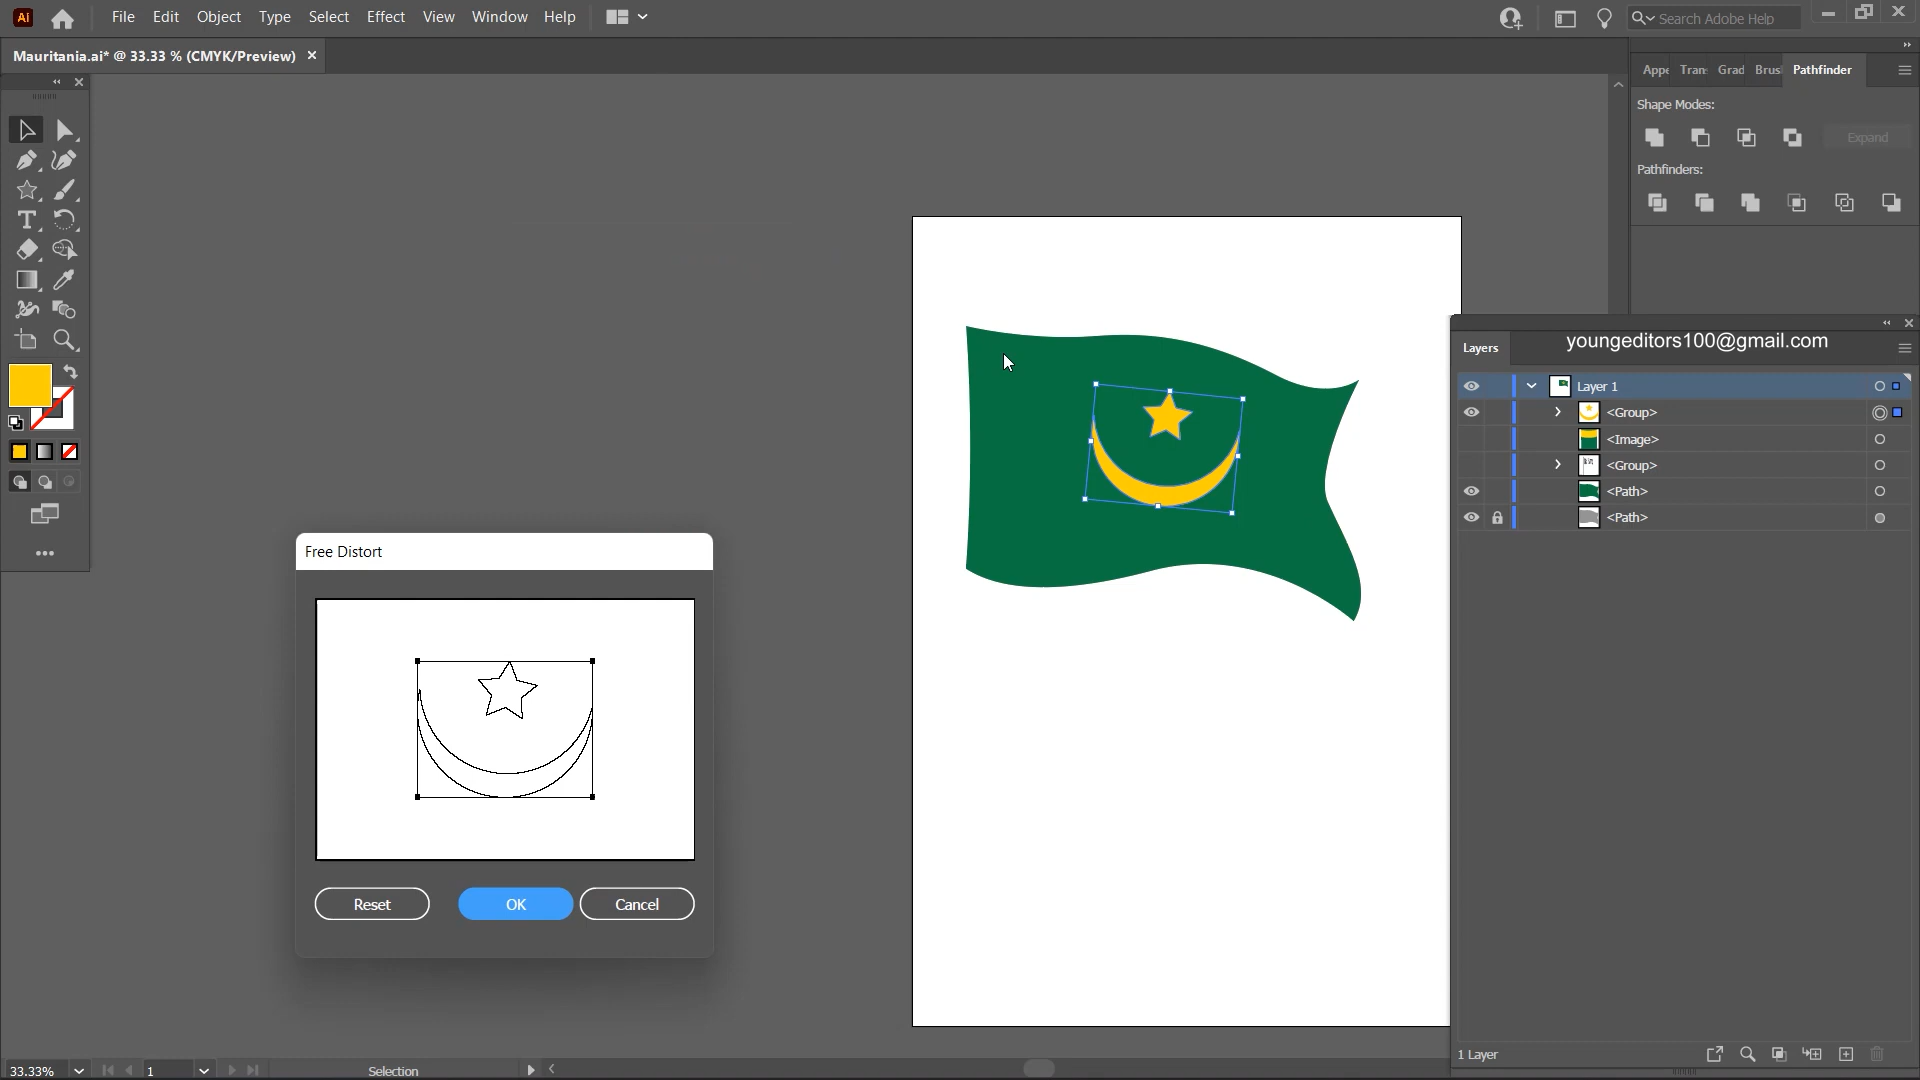 Ai File Edit Object Type Select Effect View Window Help Search Adobe Help
Mauritania.ai* @ 33.33 % (CMYK/Preview)
Appe Tran Grad Brus Pathfinder
Shape Modes:
Expand
Pathfinders:
youngeditors100@gmail.com
Layers
Layer 1
<Group>
<Image>
<Group>
<Path>
<Path>
Free Distort
Reset OK Cancel
1 Layer
33.33% 1 Selection